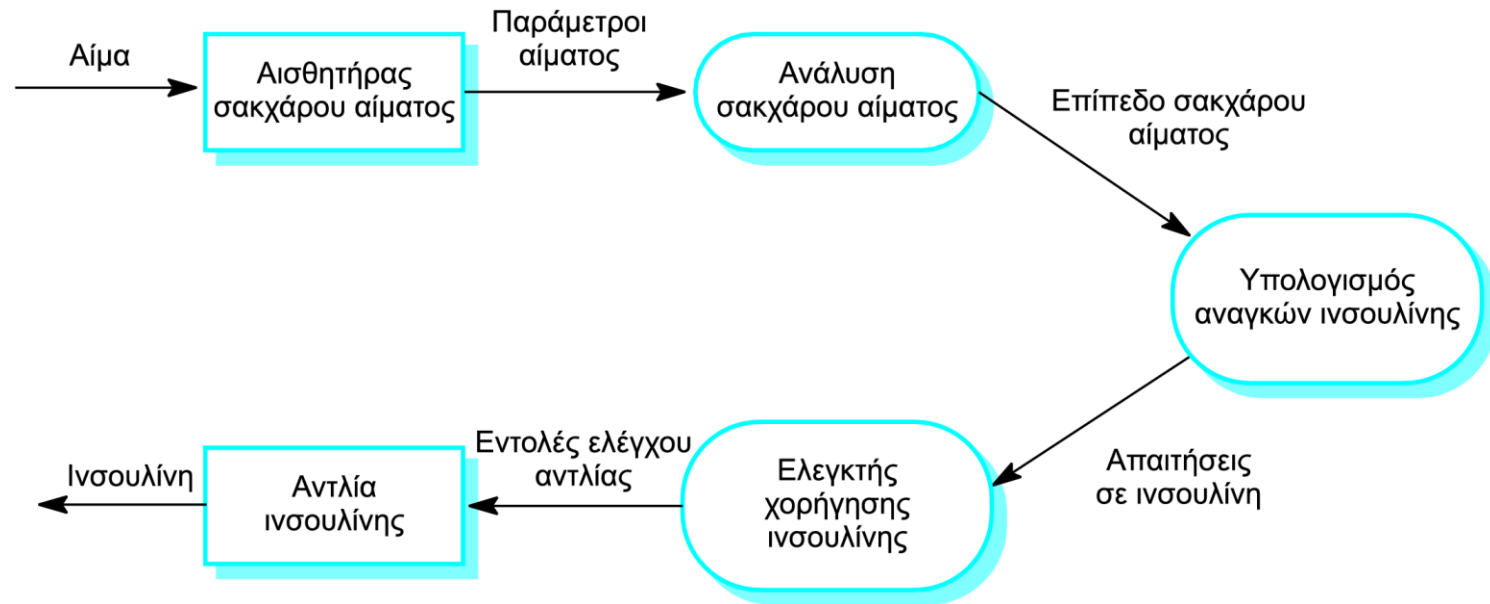 Αίμα
Αισθητήρας
σακχάρου αίματος
Παράμετροι
αίματος
Ανάλυση
σακχάρου αίματος
Επίπεδο σακχάρου
αίματος
Υπολογισμός
αναγκών ινσουλίνης
Απαιτήσεις
σε ινσουλίνη
Ελεγκτής
χορήγησης
ινσουλίνης
Εντολές ελέγχου
αντλίας
Αντλία
ινσουλίνης
Ινσουλίνη